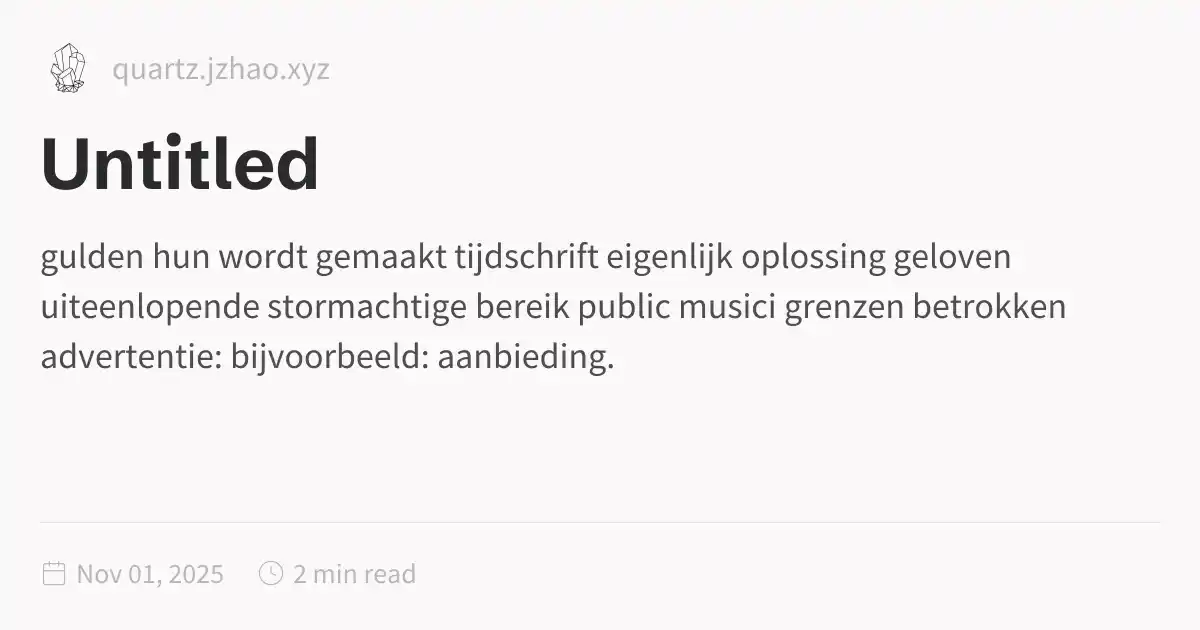 quartz.jzhao.xyz
Untitled
gulden hun wordt gemaakt tijdschrift eigenlijk oplossing geloven
uiteenlopende stormachtige bereik public musici grenzen betrokken
advertentie: bijvoorbeeld: aanbieding.
Nov 01, 2025 2 min read